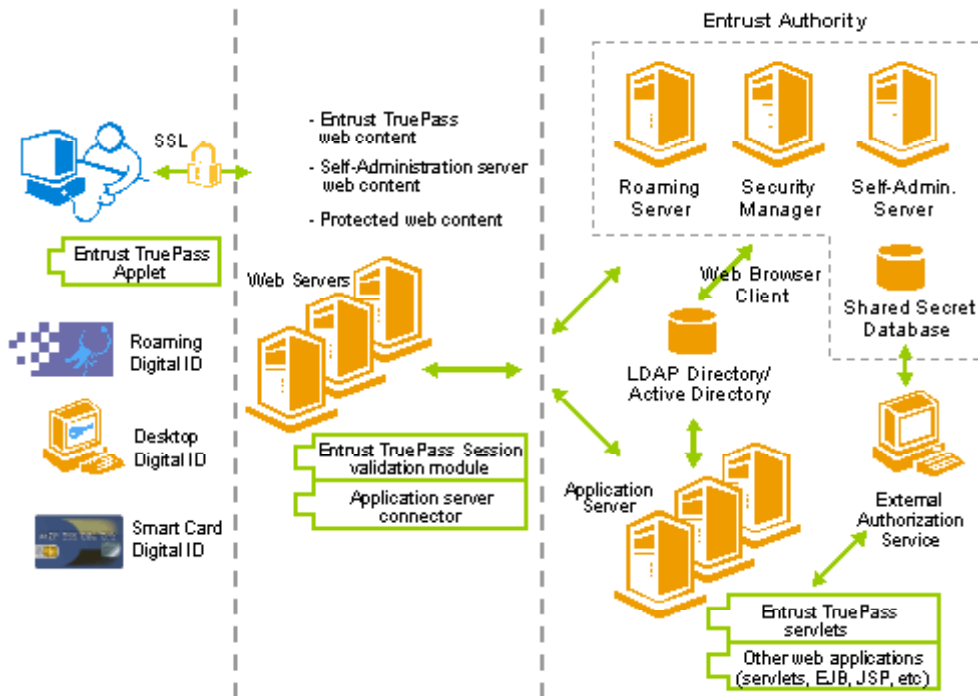 Entrust Authority
SSL
- Entrust TruePass
web content
- Self-Administration server
web content
- Protected web content
Roaming
Server
Security
Manager
Self-Admin.
Server
Entrust TruePass
Applet
Web Servers
Web Browser
Client
Shared Secret
Database
Roaming
Digital ID
LDAP Directory/
Active Directory
Desktop
Digital ID
Entrust TruePass Session
validation module
Application server
connector
Application
Server
External
Authorization
Service
Smart Card
Digital ID
Entrust TruePass
servlets
Other web applications
(servlets, EJB, JSP, etc)